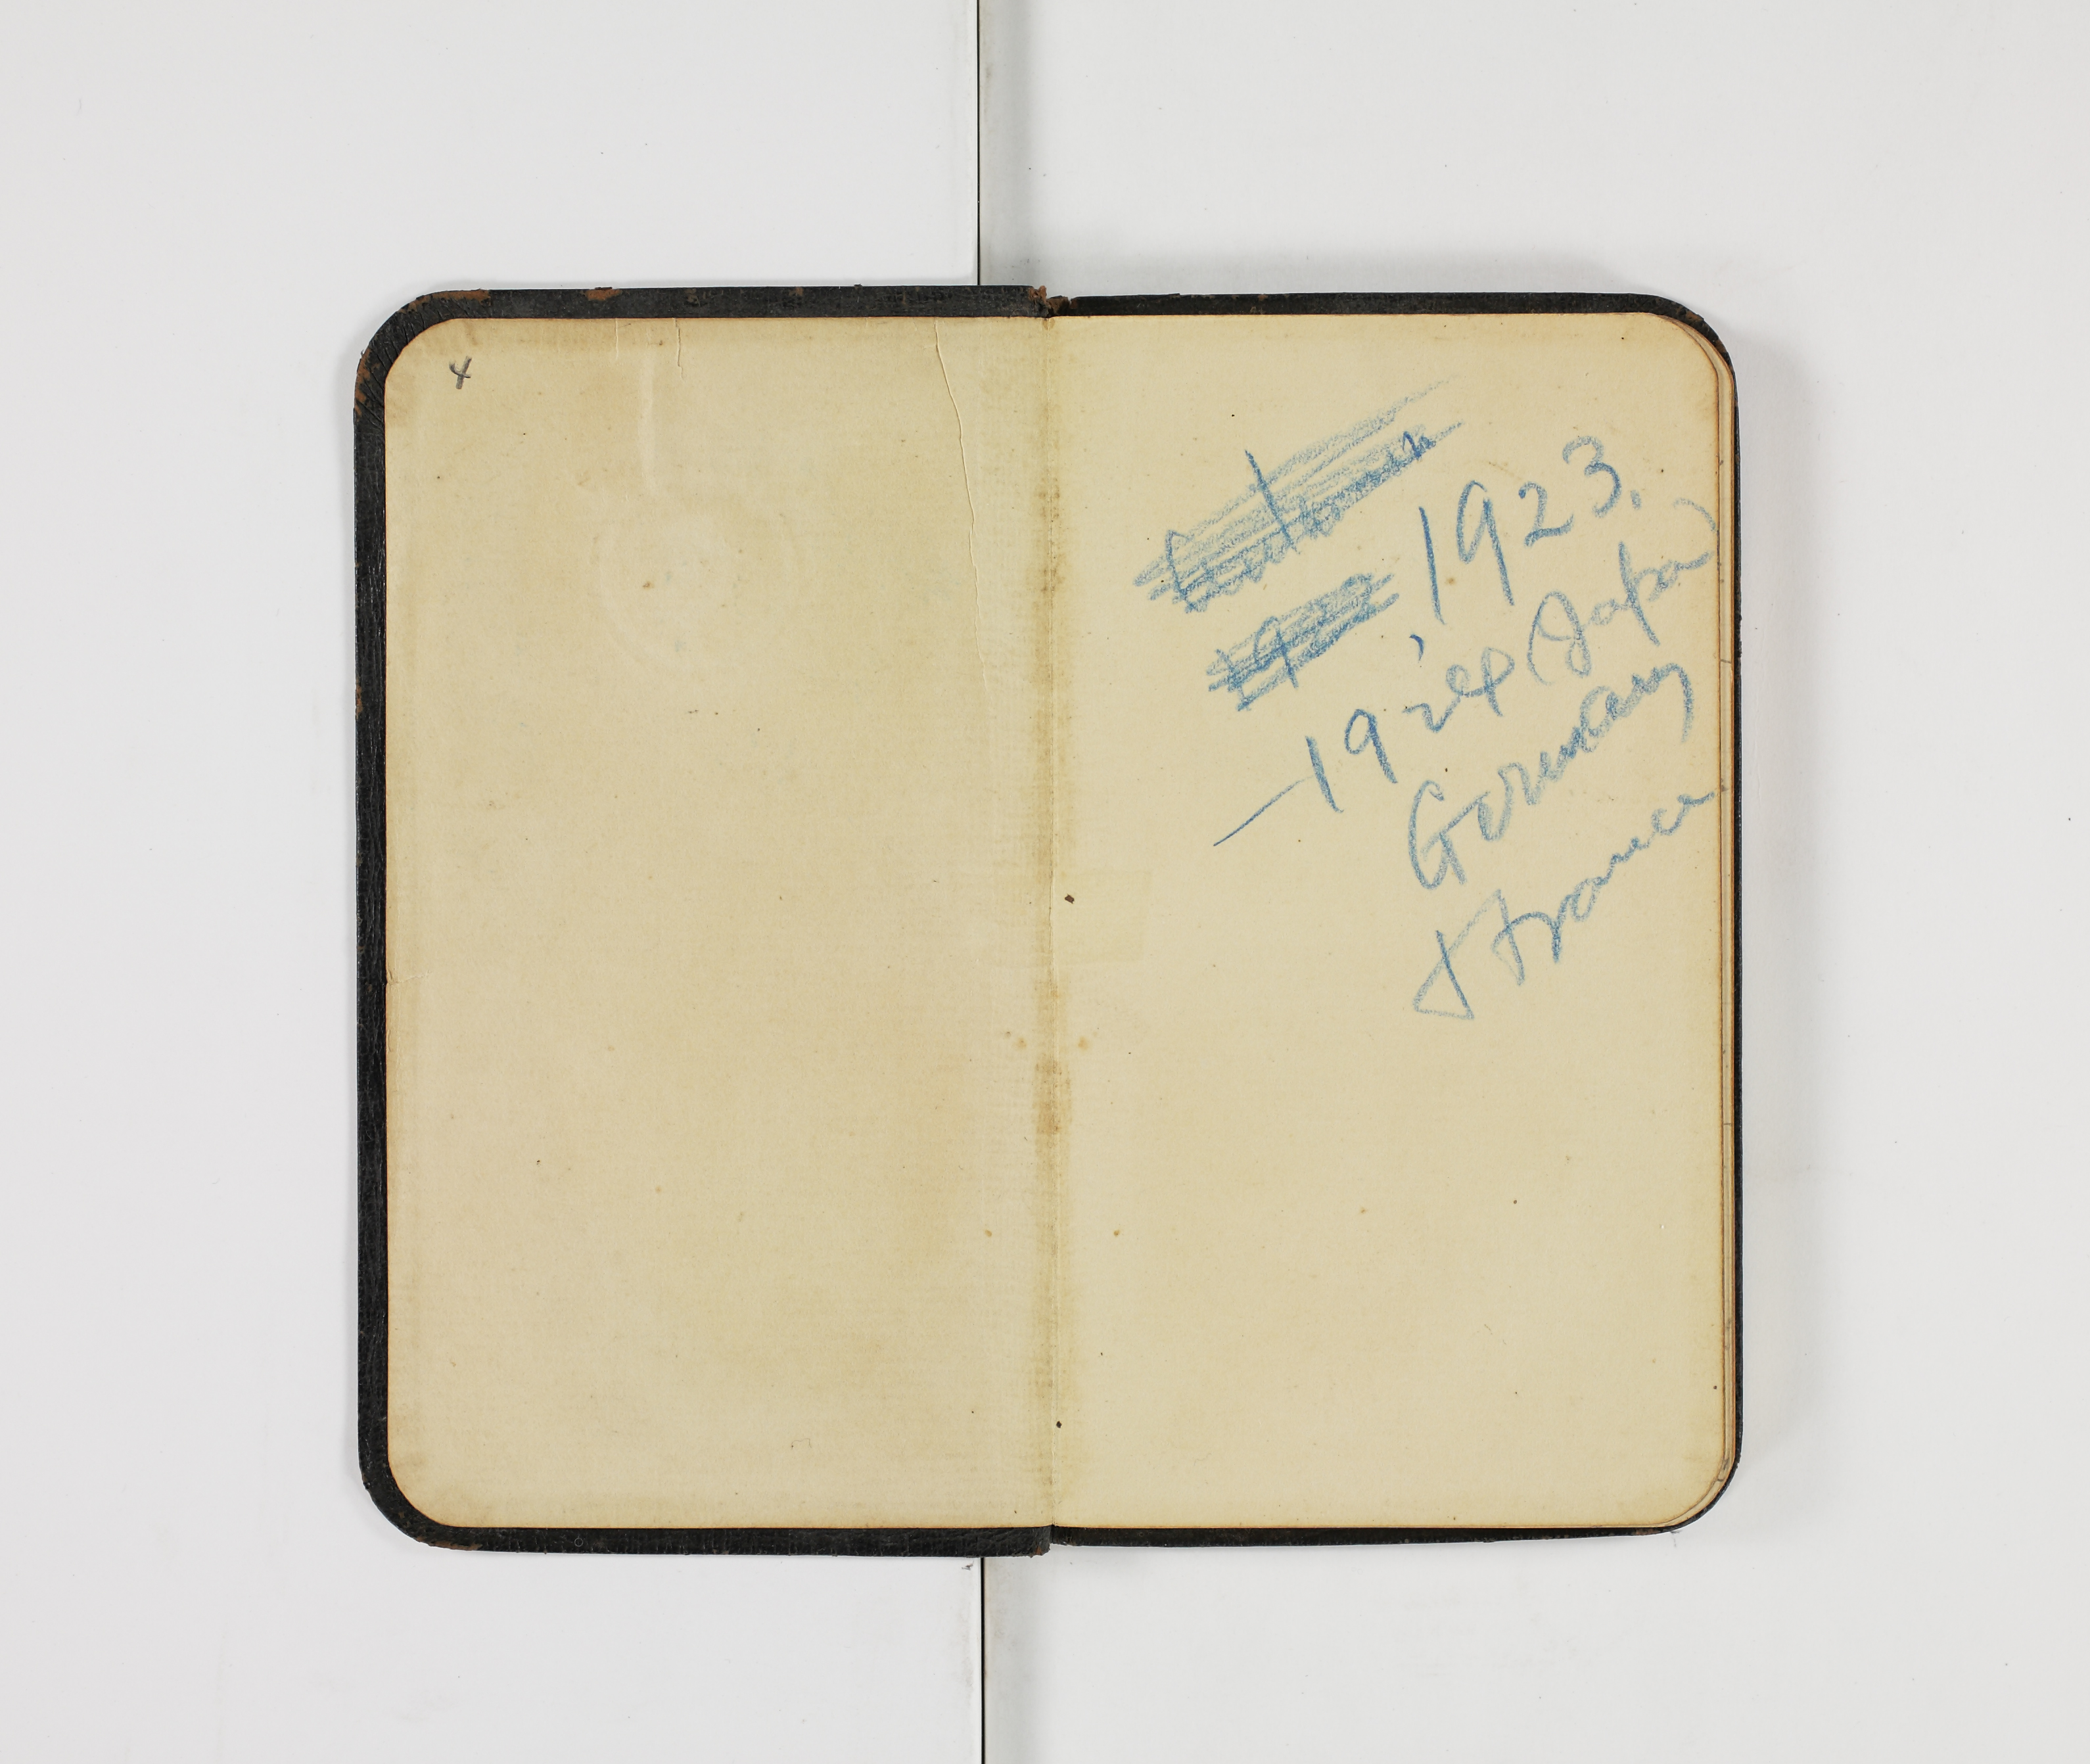 4
1923.
-1924 (Japan)
Germany
& France